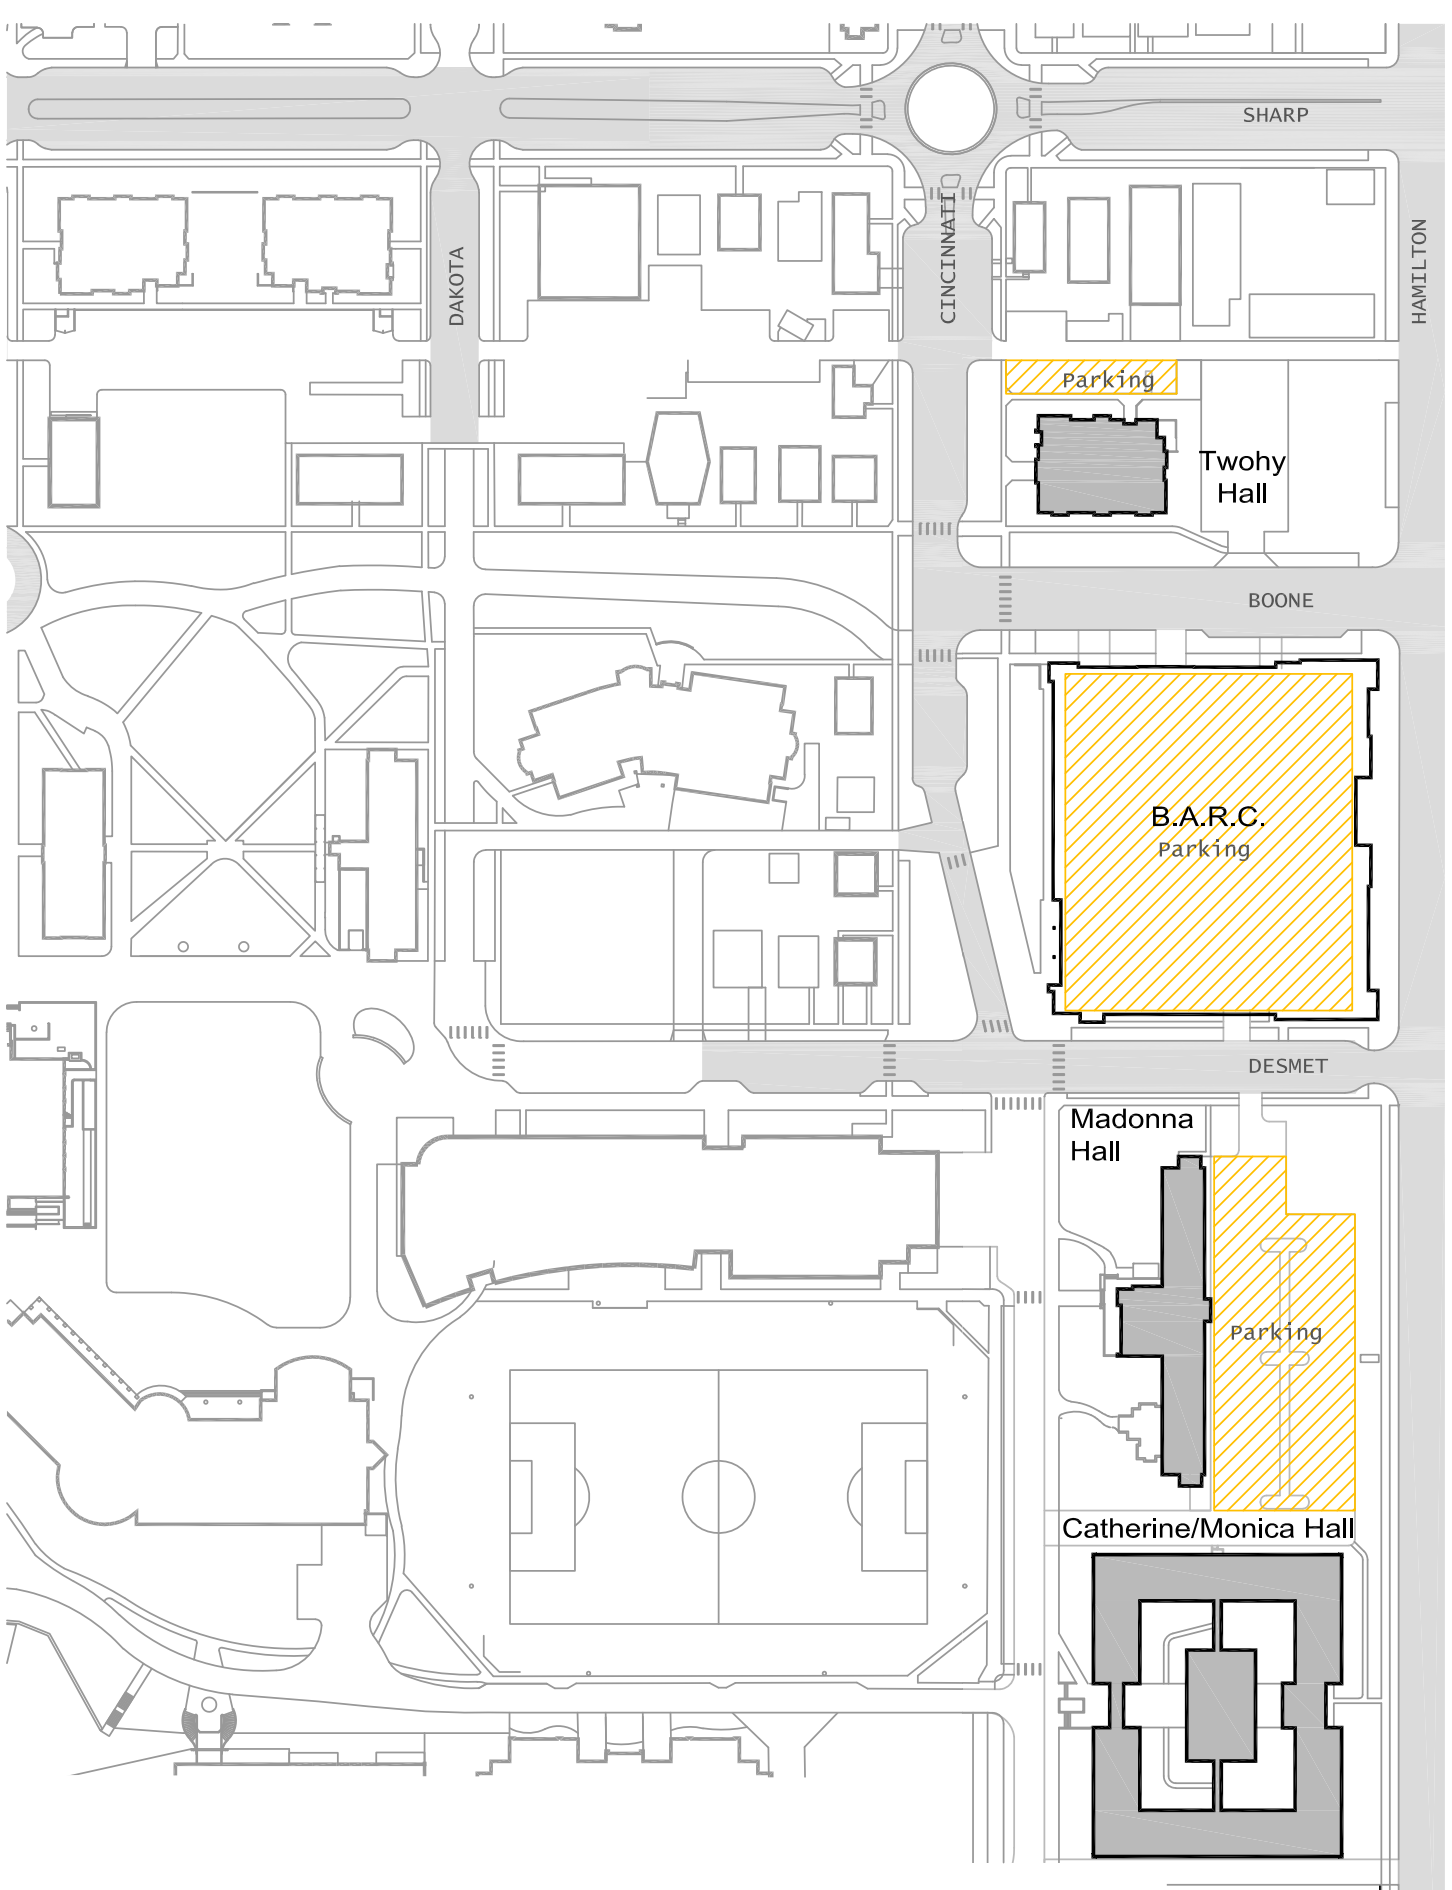 SHARP
CINCINNATI
HAMILTON
DAKOTA
Parking
Twohy
Hall
BOONE
B.A.R.C.
Parking
DESMET
Madonna
Hall
Parking
Catherine/Monica Hall